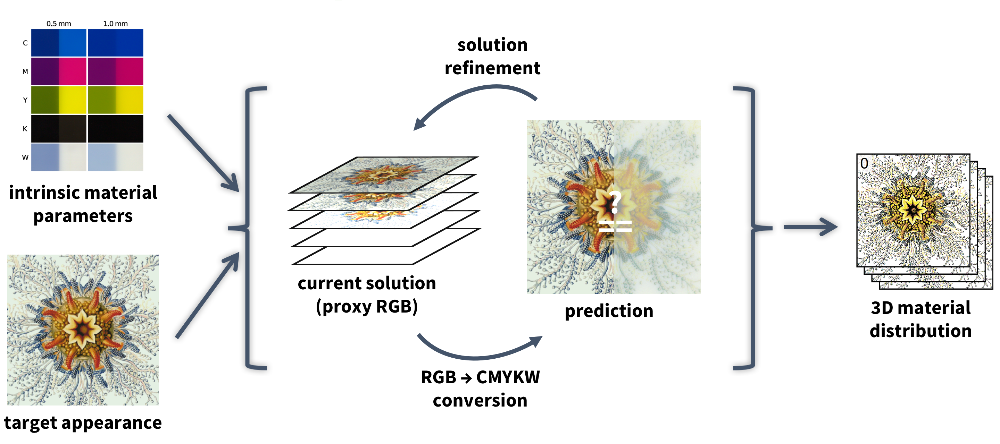 0.5 mm 1.0 mm
C
M
Y
K
W
intrinsic material
parameters
target appearance
solution
refinement
current solution
(proxy RGB)
?
==
prediction
RGB → CMYKW
conversion
0
3D material
distribution